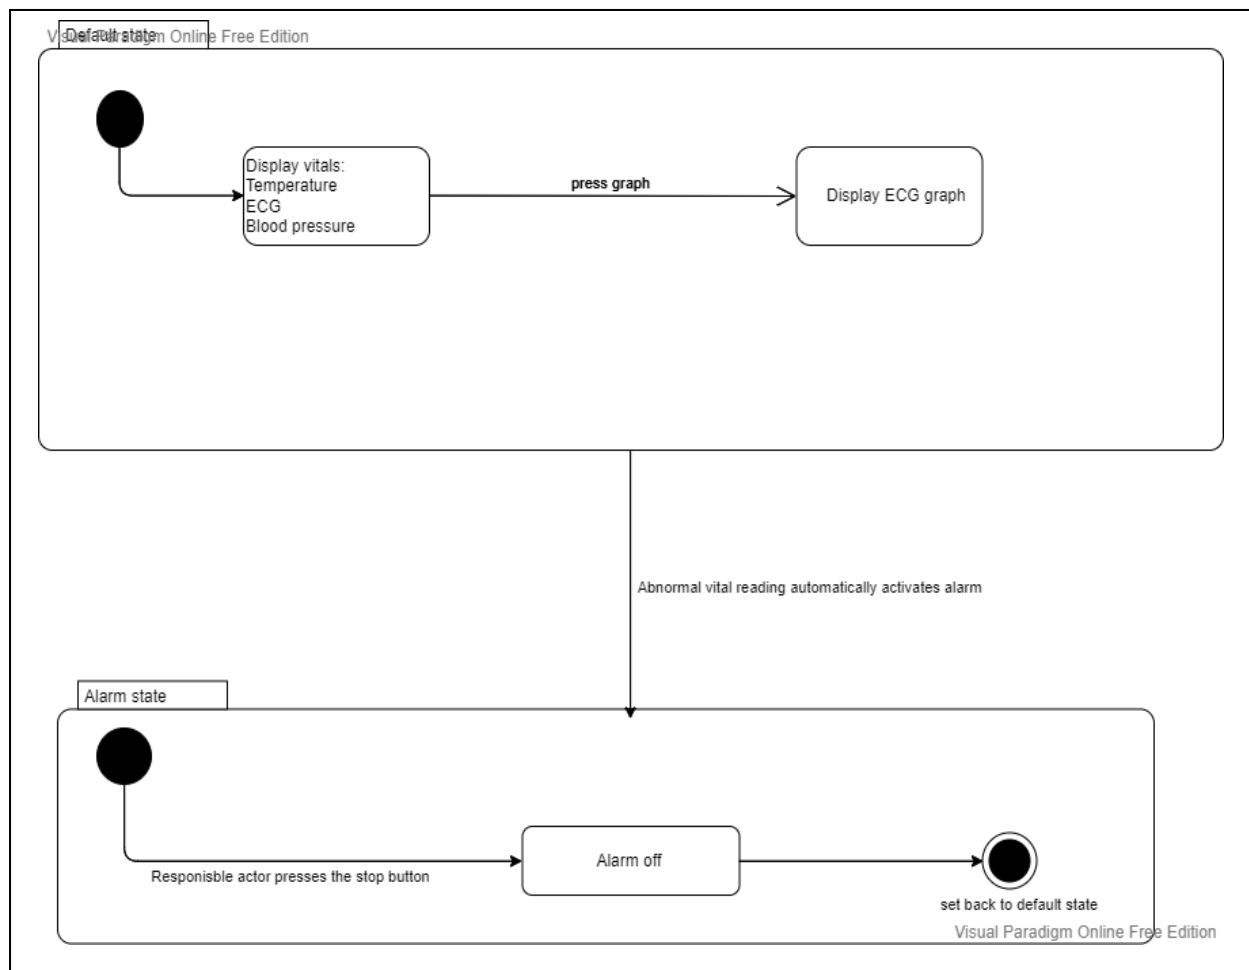 Default state
Visual Paradigm Online Free Edition
Display vitals:
Temperature
ECG
Blood pressure
press graph
Display ECG graph
Abnormal vital reading automatically activates alarm
Alarm state
Alarm off
Responisble actor presses the stop button
set back to default state
Visual Paradigm Online Free Edition